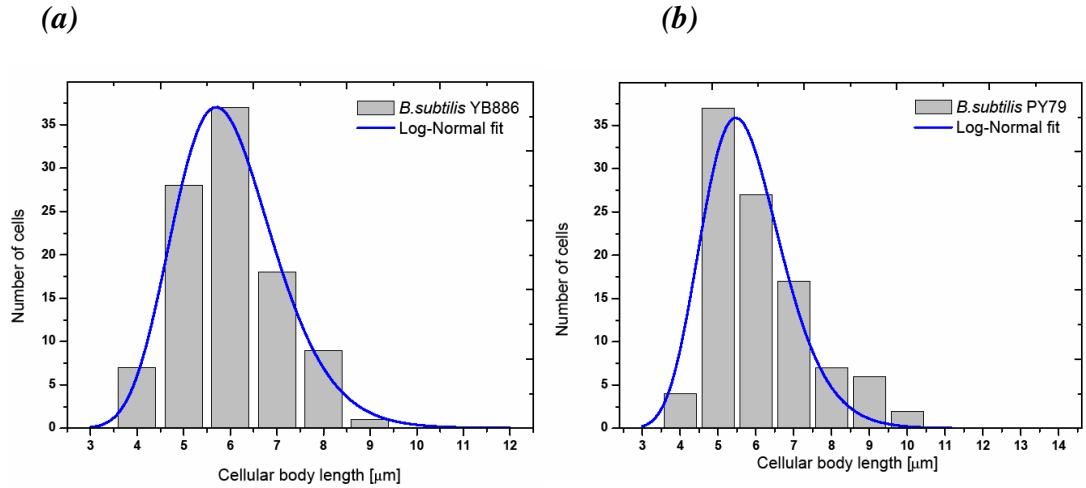 (a)
(b)
B.subtilis YB886
Log-Normal fit
35
30
25
20
15
10
5
0
Number of cells
3 4 5 6 7 8 9 10 11 12
Cellular body length [μm]
B.subtilis PY79
Log-Normal fit
35
30
25
20
15
10
5
0
Number of cells
3 4 5 6 7 8 9 10 11 12 13 14
Cellular body length [μm]